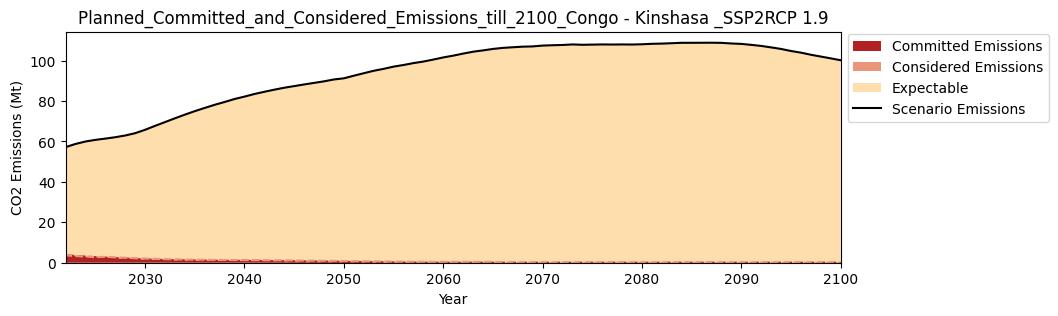 Planned_Committed_and_Considered_Emissions_till_2100_Congo - Kinshasa _SSP2RCP 1.9
CO2 Emissions (Mt)
100
80
60
40
20
0
2030 2040 2050 2060 2070 2080 2090 2100
Year
Committed Emissions
Considered Emissions
Expectable
Scenario Emissions